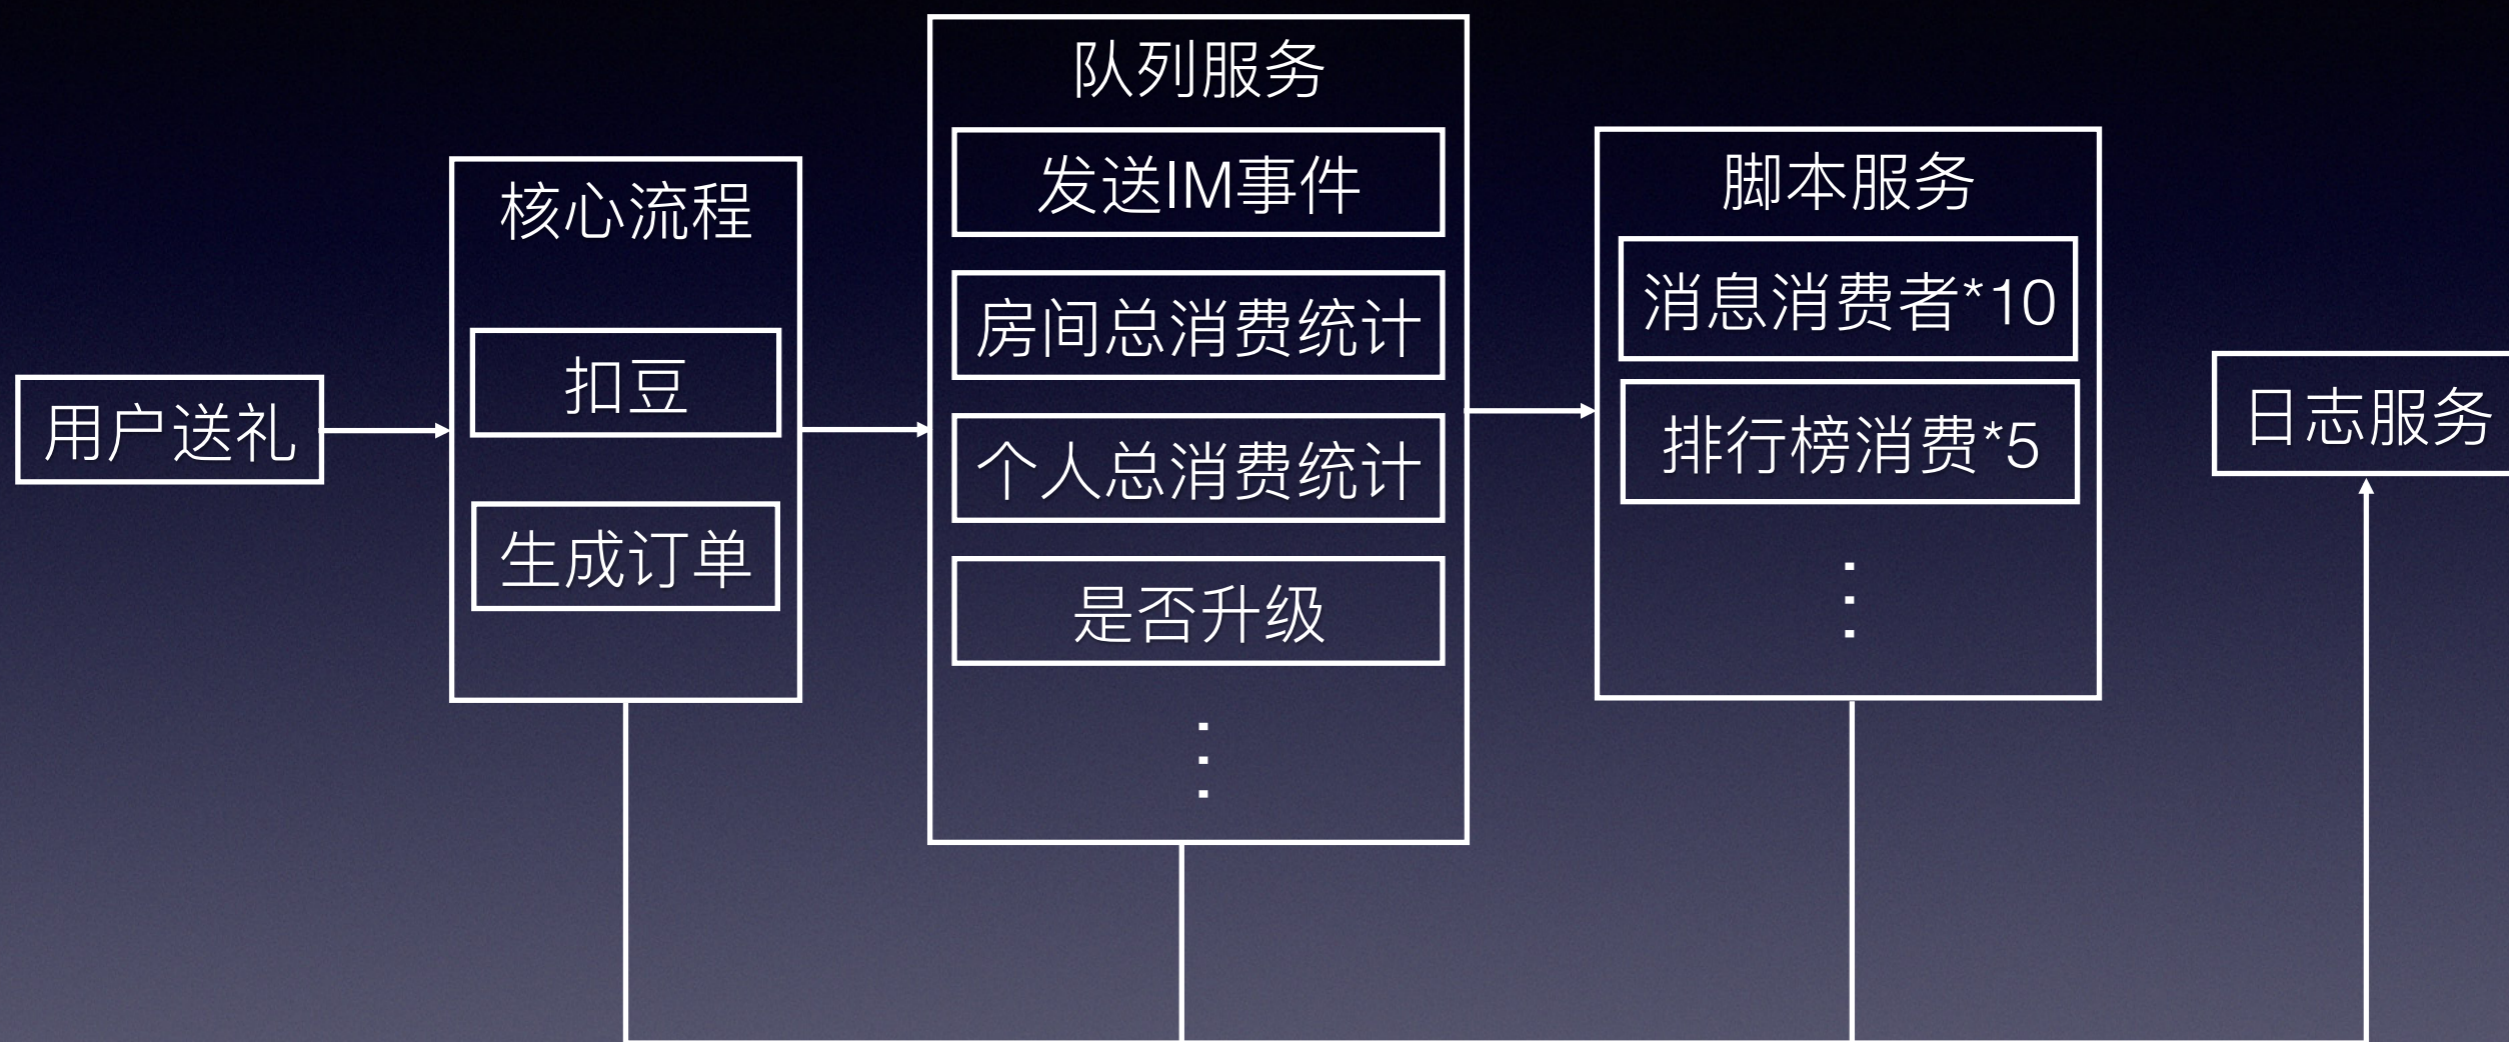 用户送礼
核心流程
扣豆
生成订单
队列服务
发送IM事件
房间总消费统计
个人总消费统计
是否升级
脚本服务
消息消费者*10
排行榜消费*5
日志服务